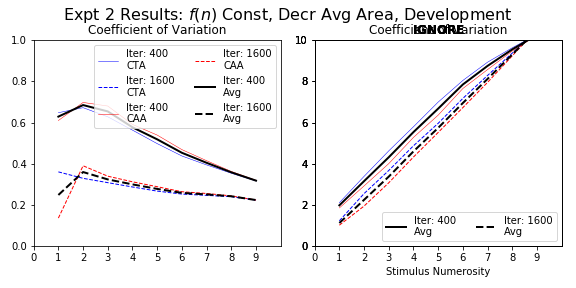 Expt 2 Results: f(n) Const, Decr Avg Area, Development
Coefficient of Variation
1.0
0.8
0.6
0.4
0.2
0.0
0 1 2 3 4 5 6 7 8 9
Iter: 400
CTA
Iter: 1600
CTA
Iter: 400
CAA
Iter: 1600
CAA
Iter: 400
Avg
Iter: 1600
Avg
Coefficient of Variation
IGNORE
10
8
6
4
2
0
0 1 2 3 4 5 6 7 8 9
Iter: 400
Avg
Iter: 1600
Avg
Stimulus Numerosity